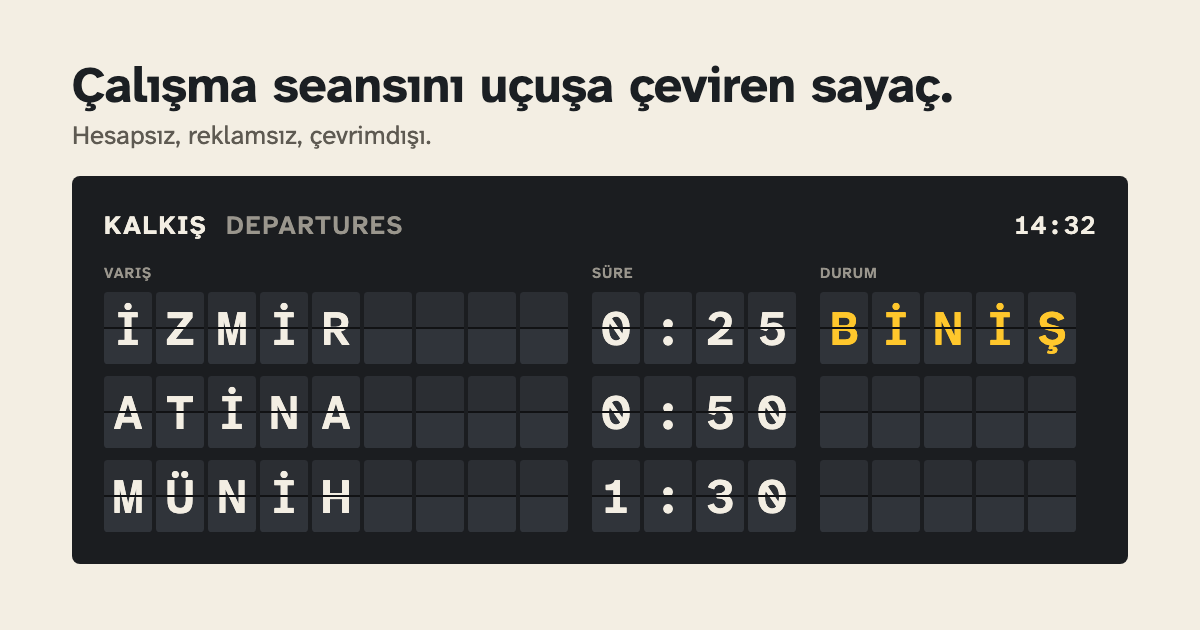 Çalışma seansını uçuşa çeviren sayaç.
Hesapsız, reklamsız, çevrimdışı.
KALKIŞ DEPARTURES 14:32
VARIŞ SÜRE DURUM
İZMİR 0:25 BİNİŞ
ATİNA 0:50
MÜNİH 1:30